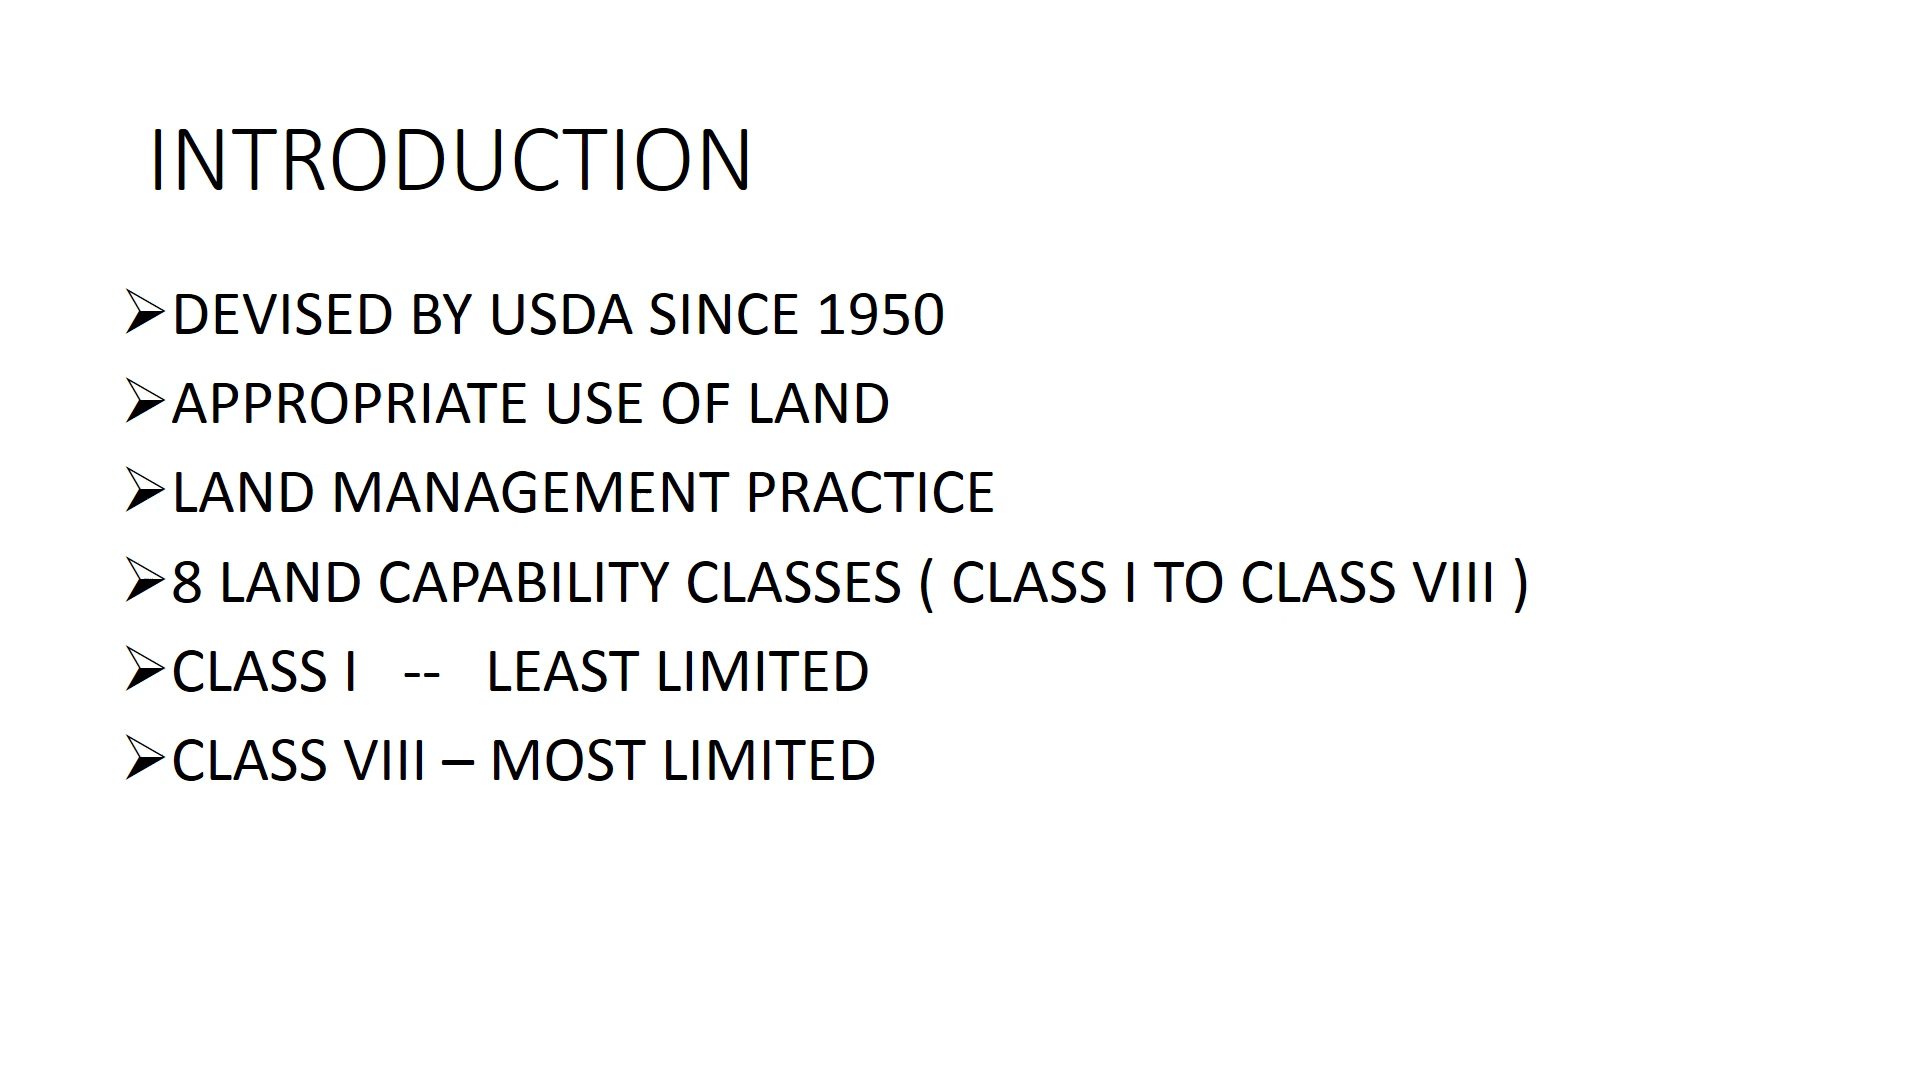 INTRODUCTION
➢DEVISED BY USDA SINCE 1950
➢APPROPRIATE USE OF LAND
➢LAND MANAGEMENT PRACTICE
➢8 LAND CAPABILITY CLASSES ( CLASS I TO CLASS VIII )
➢CLASS I -- LEAST LIMITED
➢CLASS VIII – MOST LIMITED